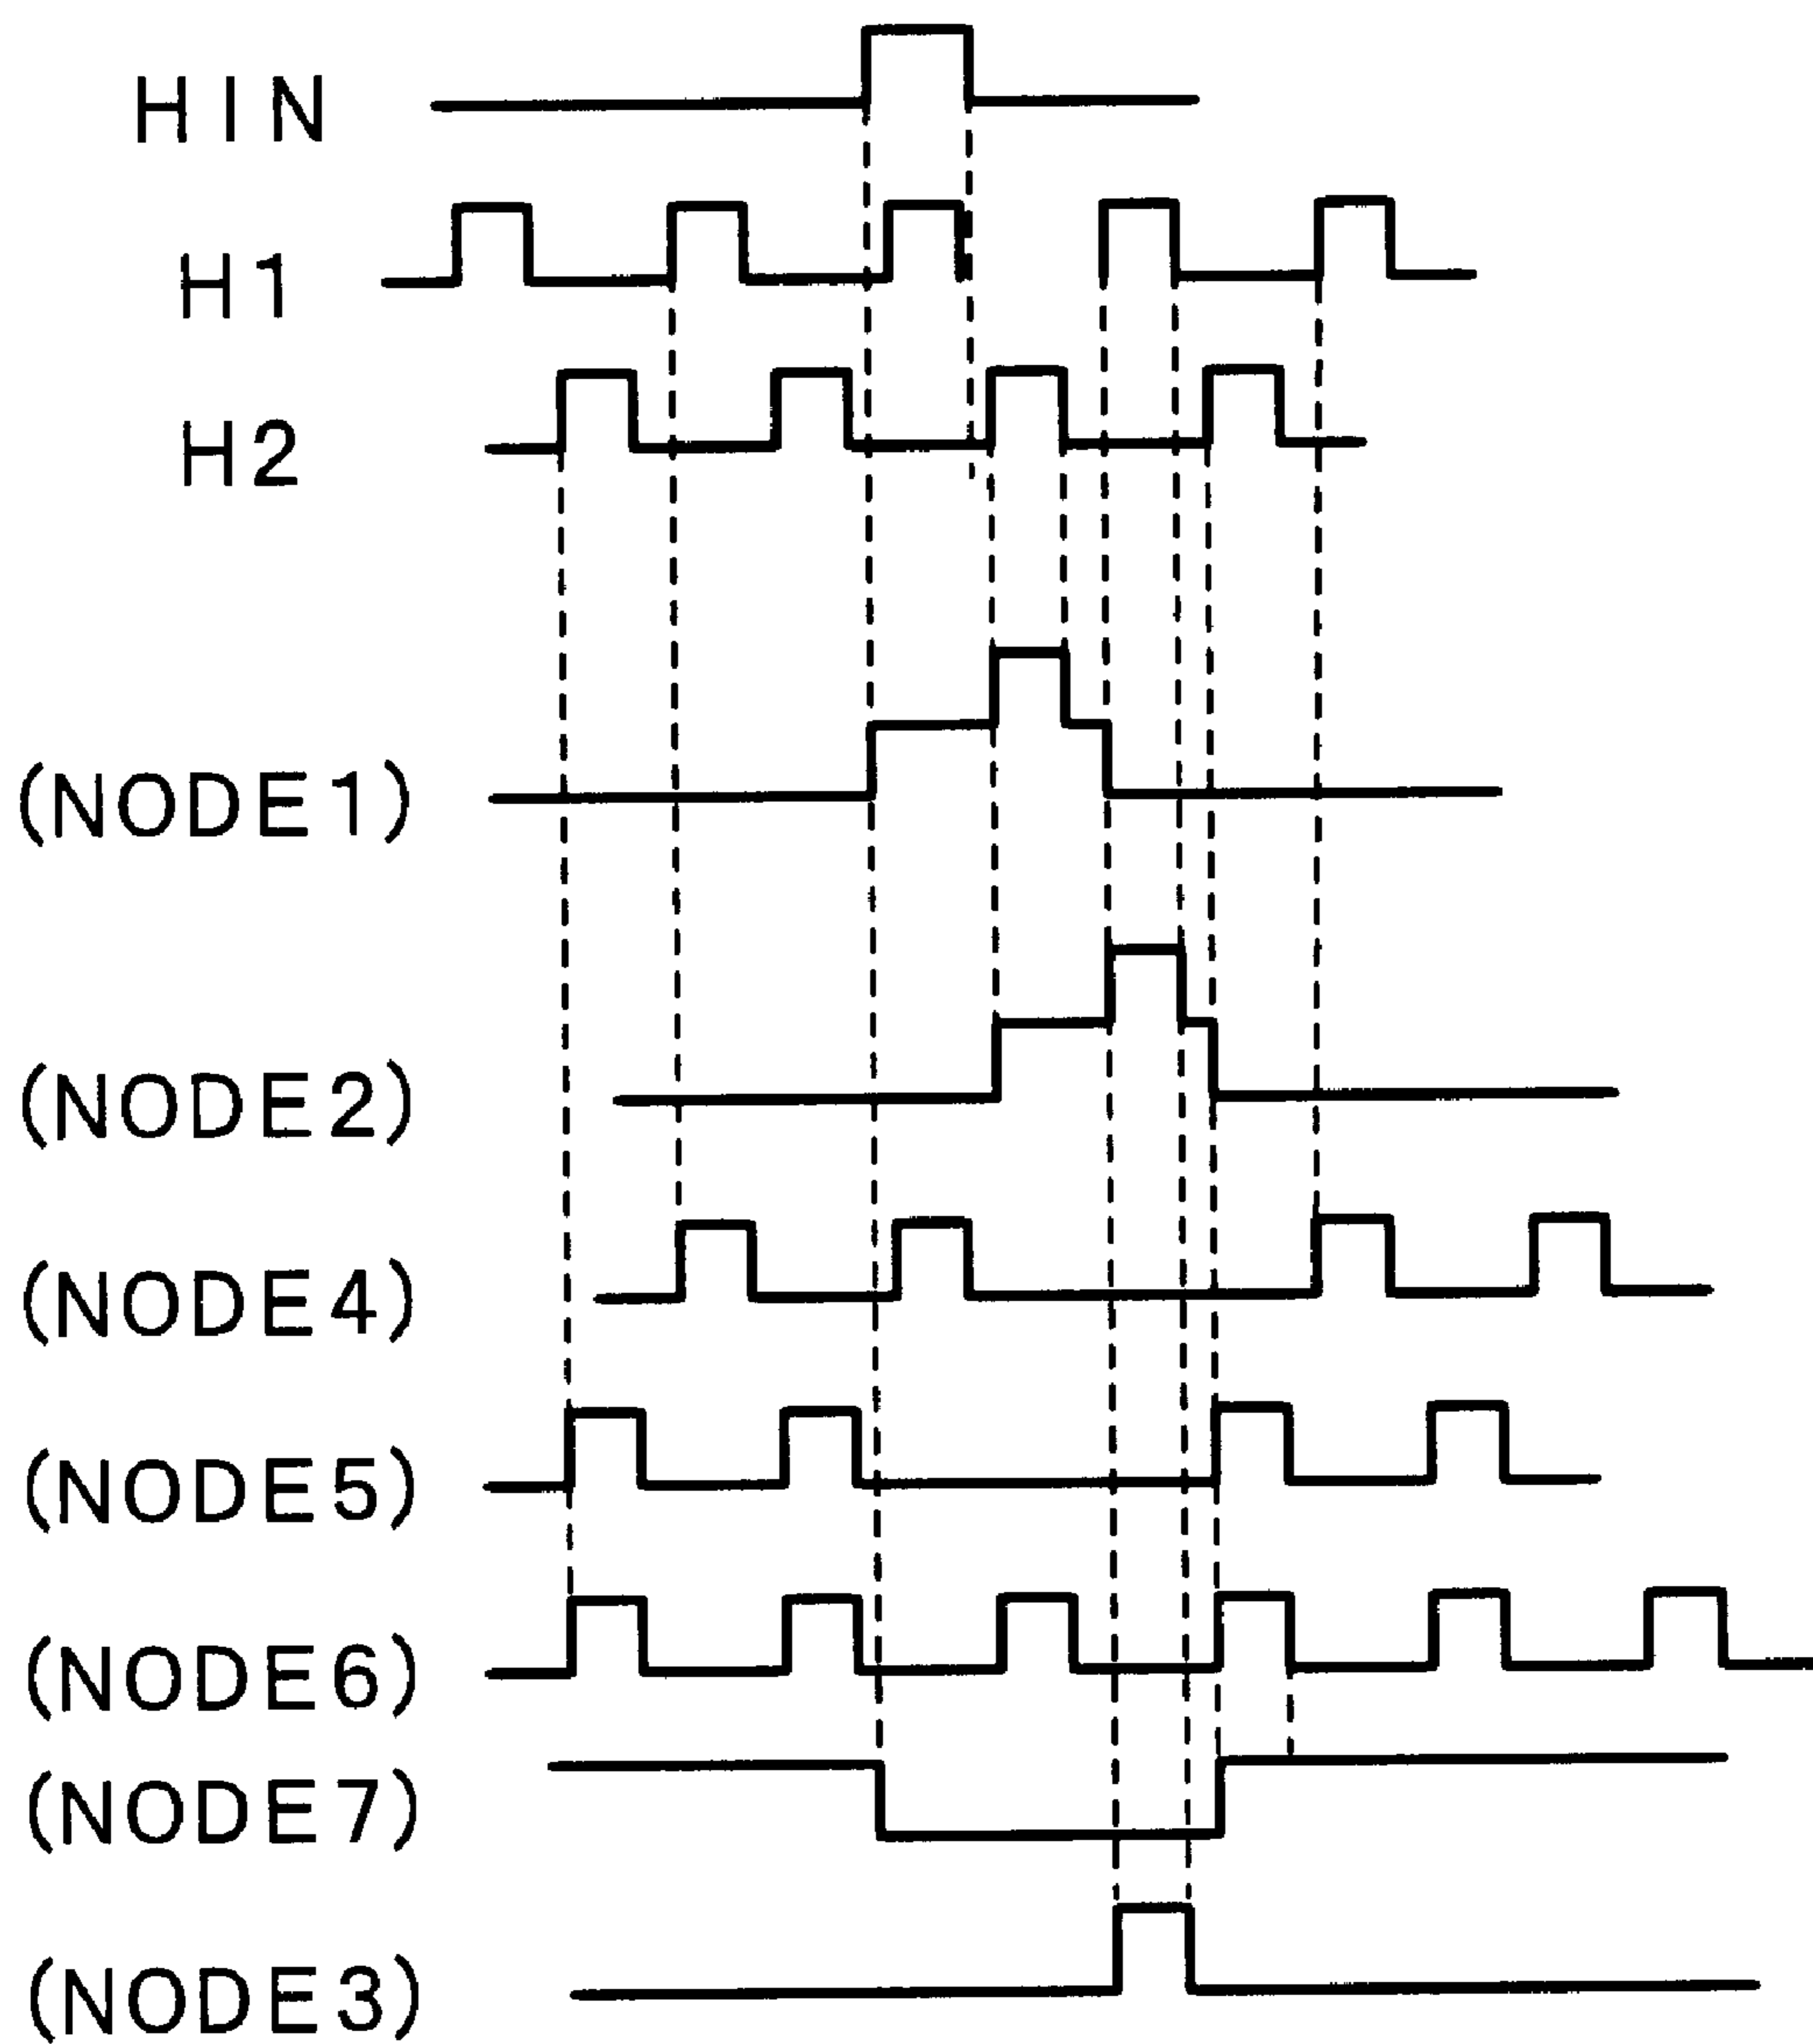 HIN
H1
H2
(NODE1)
(NODE2)
(NODE4)
(NODE5)
(NODE6)
(NODE7)
(NODE3)